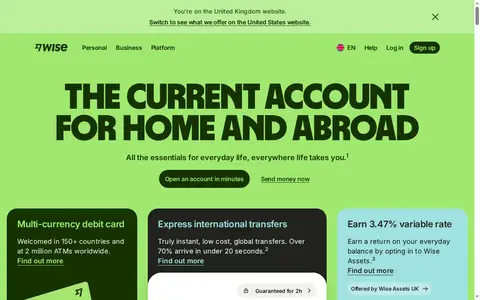 You're on the United Kingdom website.
Switch to see what we offer on the United States website.
WISE
Personal Business Platform
EN Help Log in Sign up
THE CURRENT ACCOUNT
FOR HOME AND ABROAD
All the essentials for everyday life, everywhere life takes you.¹
Open an account in minutes Send money now
Multi-currency debit card
Welcomed in 150+ countries and
at 2 million ATMs worldwide.
Find out more
Express international transfers
Truly instant, low cost, global transfers. Over
70% arrive in under 20 seconds.²
Find out more
Guaranteed for 2h
Earn 3.47% variable rate
Earn a return on your everyday
balance by opting in to Wise
Assets.³
Find out more
Offered by Wise Assets UK